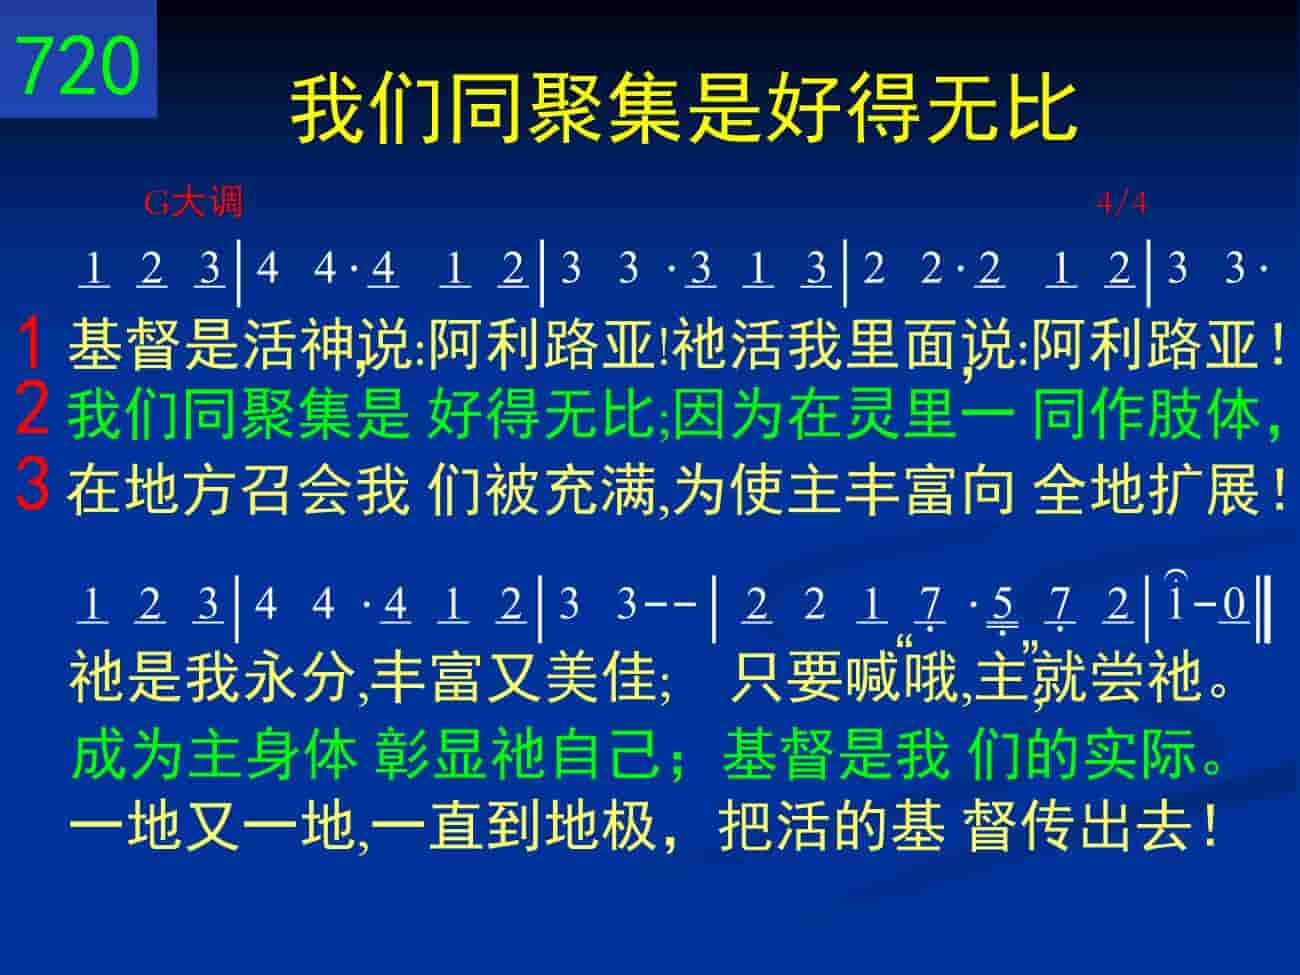 720
我们同聚集是好得无比
G大调 4/4
1 2 3|4 4·4 1 2|3 3·3 1 3|2 2·2 1 2|3 3·
1 基督是活神,说:阿利路亚!祂活我里面,说:阿利路亚!
2 我们同聚集是 好得无比;因为在灵里一 同作肢体,
3 在地方召会我 们被充满,为使主丰富向 全地扩展!
1 2 3|4 4·4 1 2|3 3--|2 2 1 7·5 7 2|1-0‖
祂是我永分,丰富又美佳; 只要喊“哦,主”,就尝祂。
成为主身体 彰显祂自己; 基督是我 们的实际。
一地又一地,一直到地极, 把活的基 督传出去!